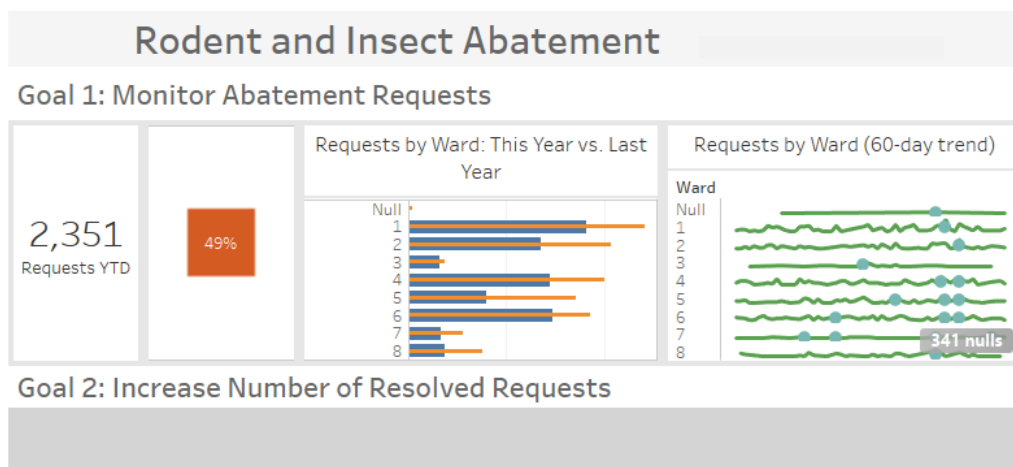 Rodent and Insect Abatement
Goal 1: Monitor Abatement Requests
2,351
Requests YTD
49%
Requests by Ward: This Year vs. Last
Year
Null
1
2
3
4
5
6
7
8
Requests by Ward (60-day trend)
Ward
Null
1
2
3
4
5
6
7
8
341 nulls
Goal 2: Increase Number of Resolved Requests